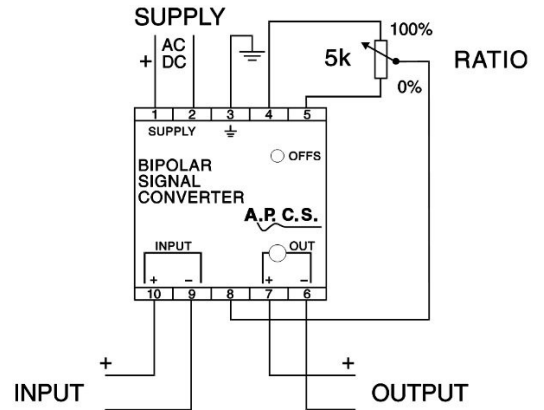 SUPPLY
AC
DC
+
5k
100%
0%
RATIO
1 2 3 4 5
SUPPLY
OFFS
BIPOLAR
SIGNAL
CONVERTER
A.P.C.S.
INPUT
OUT
+ − + −
10 9 8 7 6
+ +
INPUT OUTPUT